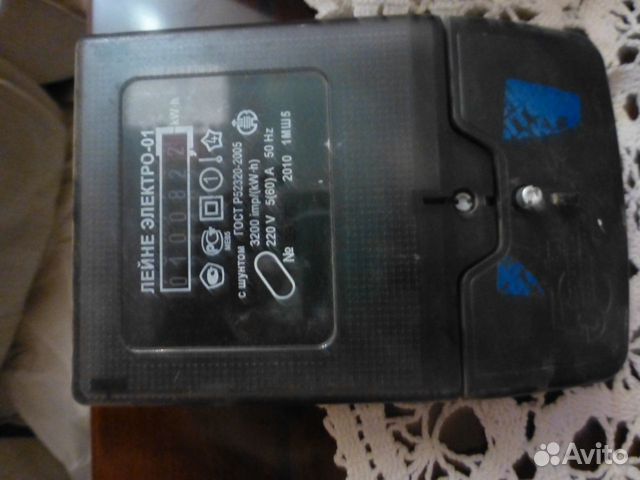 ЛЕЙНЕ ЭЛЕКТРО-01
0100822 kW·h
с шунтом ГОСТ Р52320-2005
3200 imp/(kW·h)
220 V 5(60) A 50 Hz
№ 2010 1МШ5
Avito